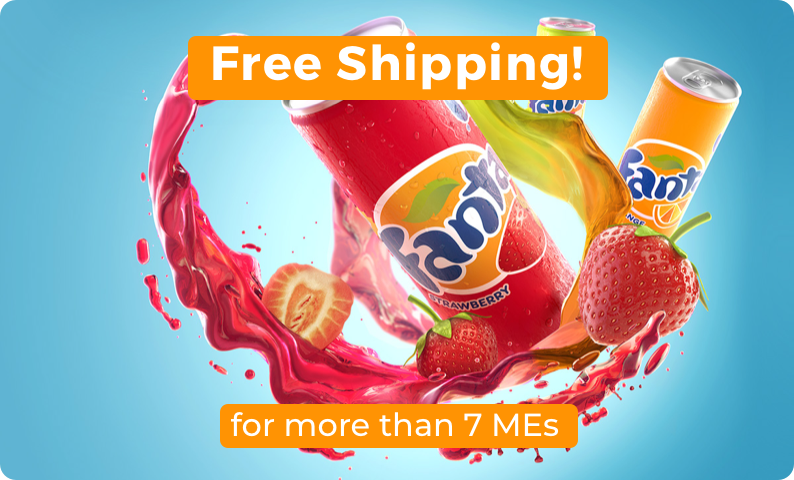 Free Shipping!
Fanta
STRAWBERRY
Fanta
for more than 7 MEs